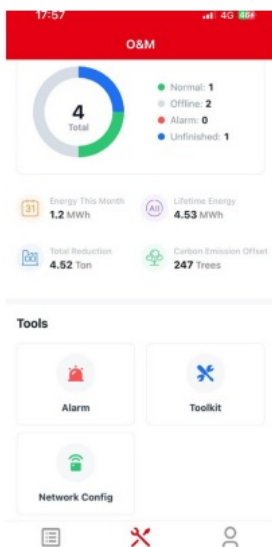 17:57
4G
O&M
4
Total
Normal: 1
Offline: 2
Alarm: 0
Unfinished: 1
31
Energy This Month
1.2 MWh
All
Lifetime Energy
4.53 MWh
Total Reduction
4.52 Ton
Carbon Emission Offset
247 Trees
Tools
Alarm
Toolkit
Network Config